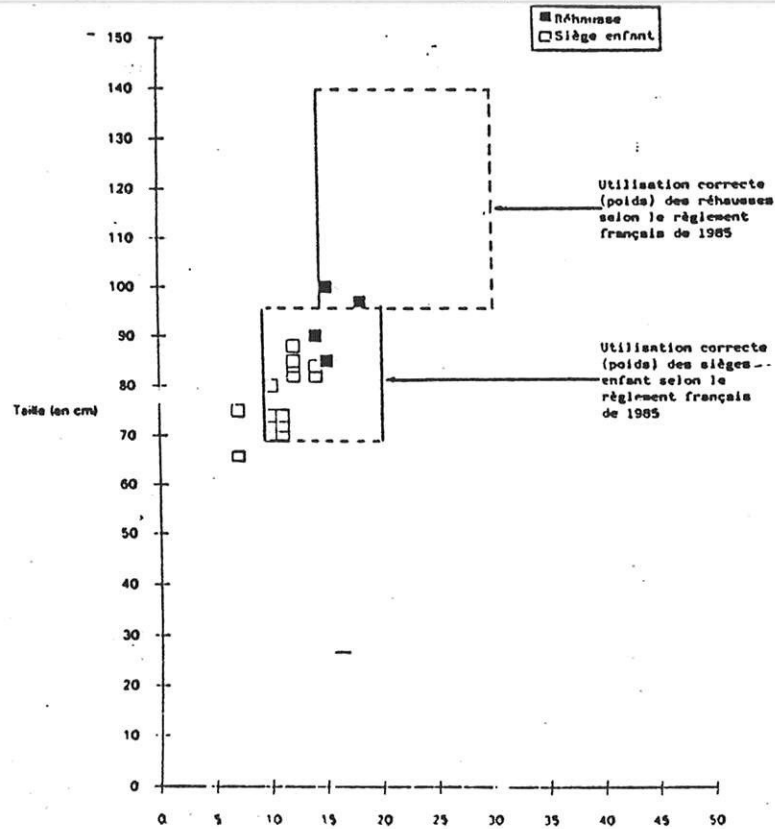 Réhausse
Siège enfant
150
140
130
120
110
100
90
80
Taille (en cm)
70
60
50
40
30
20
10
0
0 5 10 15 20 25 30 35 40 45 50
Utilisation correcte
(poids) des réhausses
selon le règlement
français de 1985
Utilisation correcte
(poids) des sièges
enfant selon le
règlement français
de 1985